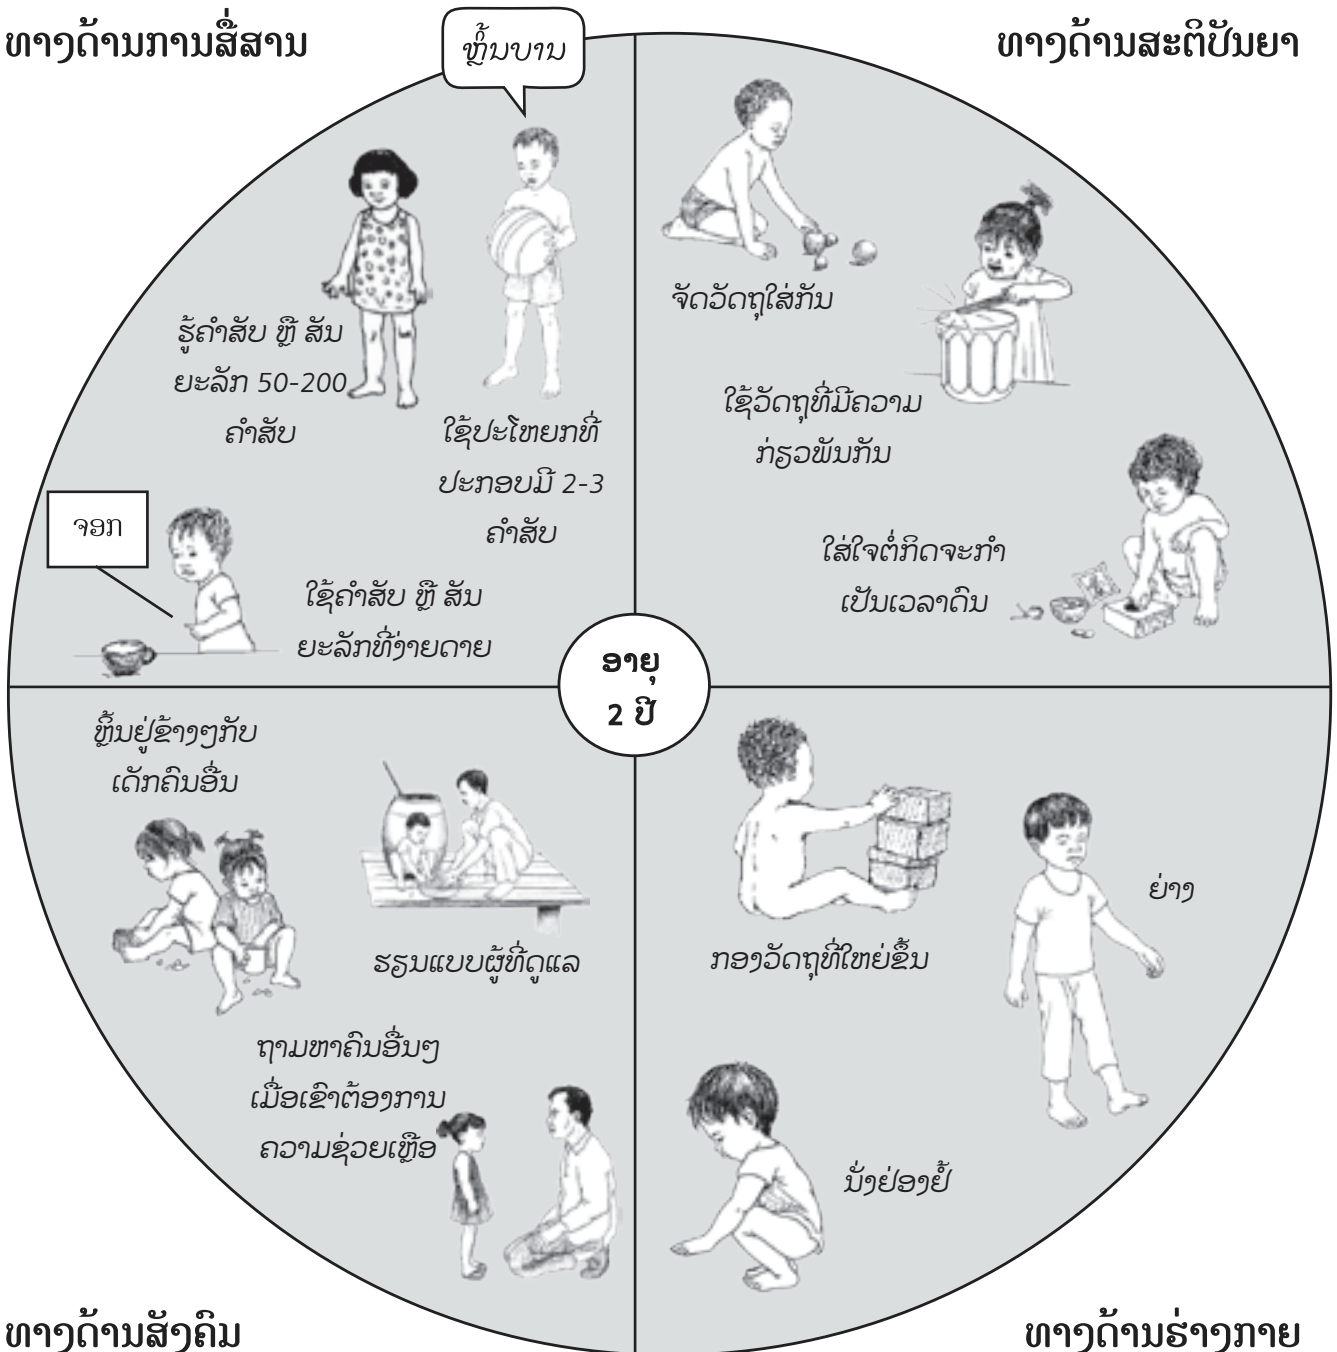 ທາງດ້ານການສື່ສານ
ຫຼິ້ນບານ
ຮູ້ຄຳສັບ ຫຼື ສັນ
ຍະລັກ 50-200
ຄຳສັບ
ໃຊ້ປະໂຫຍກທີ່
ປະກອບມີ 2-3
ຄຳສັບ
ຈອກ
ໃຊ້ຄຳສັບ ຫຼື ສັນ
ຍະລັກທີ່ງ່າຍດາຍ
ທາງດ້ານສະຕິປັນຍາ
ຈັດວັດຖຸໃສ່ກັນ
ໃຊ້ວັດຖຸທີ່ມີຄວາມ
ກ່ຽວພັນກັນ
ໃສ່ໃຈຕໍ່ກິດຈະກຳ
ເປັນເວລາດົນ
ອາຍຸ
2 ປີ
ຫຼິ້ນຢູ່ຂ້າງໆກັບ
ເດັກຄົນອື່ນ
ຮຽນແບບຜູ້ທີ່ດູແລ
ຖາມຫາຄົນອື່ນໆ
ເມື່ອເຂົາຕ້ອງການ
ຄວາມຊ່ວຍເຫຼືອ
ທາງດ້ານສັງຄົມ
ກອງວັດຖຸທີ່ໃຫຍ່ຂຶ້ນ
ຍ່າງ
ນັ່ງຢ່ອງຢໍ້
ທາງດ້ານຮ່າງກາຍ